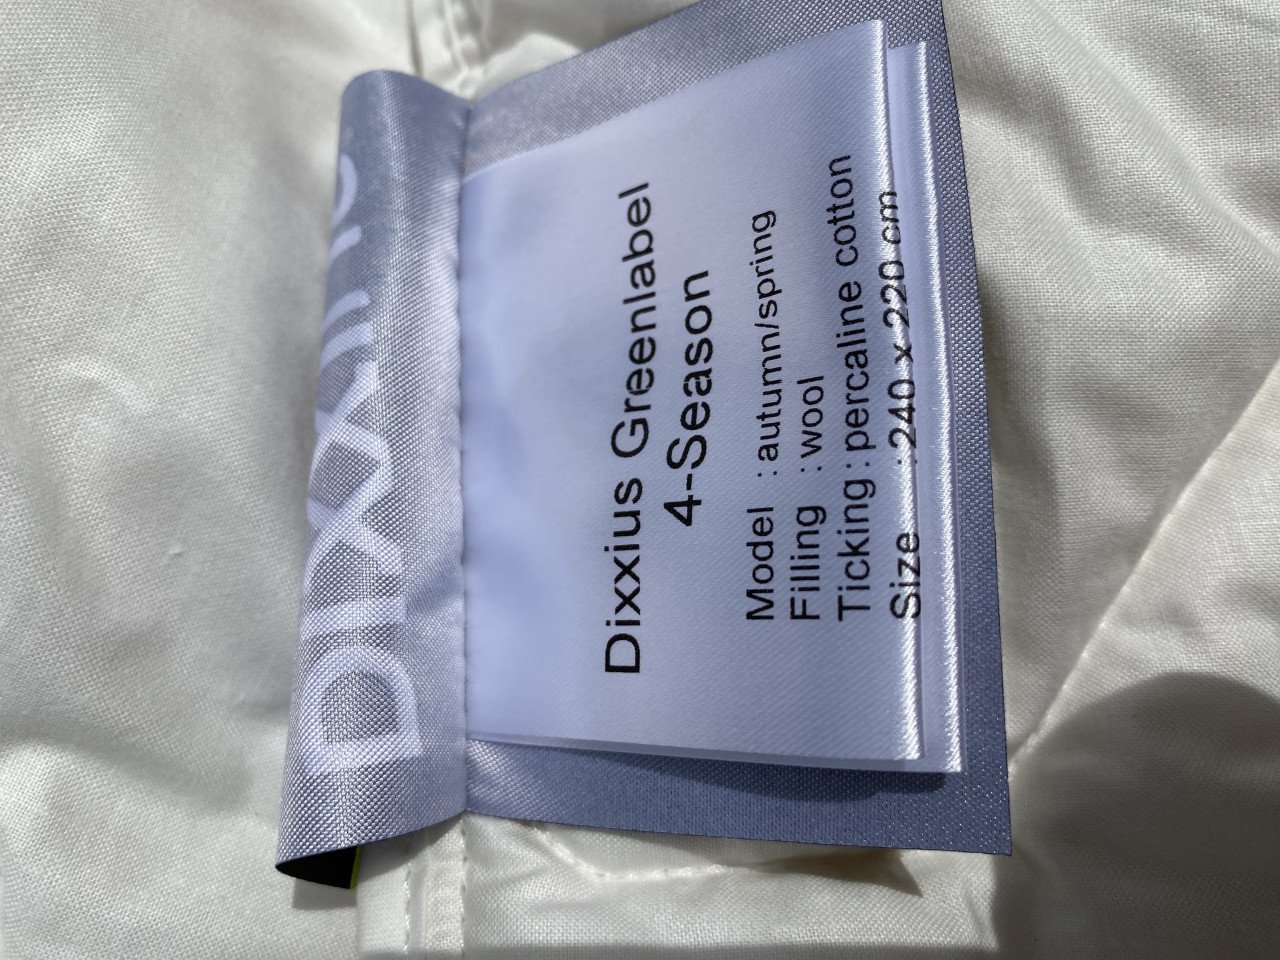 DIXXIUS
Dixxius Greenlabel
4-Season
Model : autumn/spring
Filling : wool
Ticking : percaline cotton
Size : 240 x 220 cm